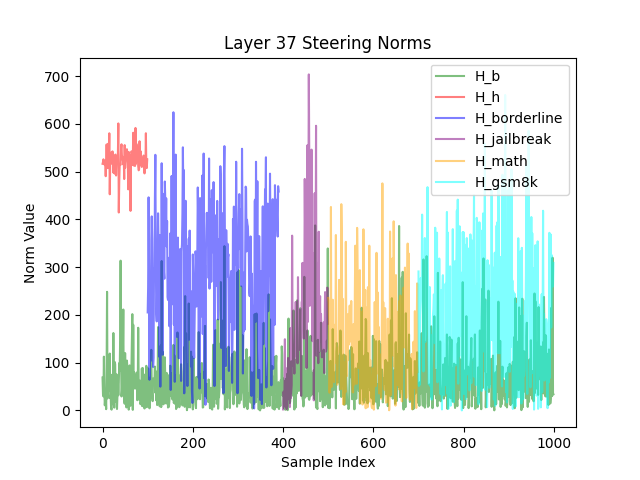 Layer 37 Steering Norms
Norm Value
700
600
500
400
300
200
100
0
H_b
H_h
H_borderline
H_jailbreak
H_math
H_gsm8k
0
200
400
600
800
1000
Sample Index